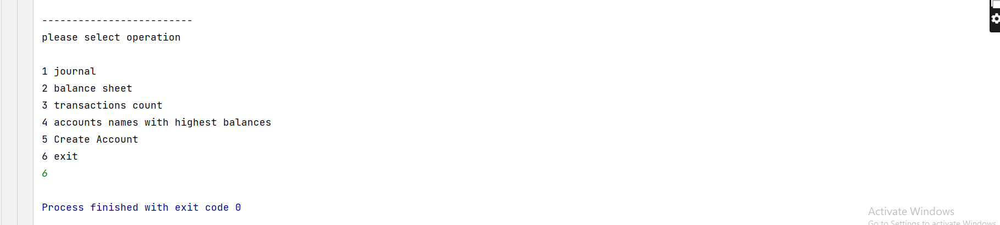 -------------------------
please select operation
1 journal
2 balance sheet
3 transactions count
4 accounts names with highest balances
5 Create Account
6 exit
6
Process finished with exit code 0
Activate Windows
Go to Settings to activate Windows